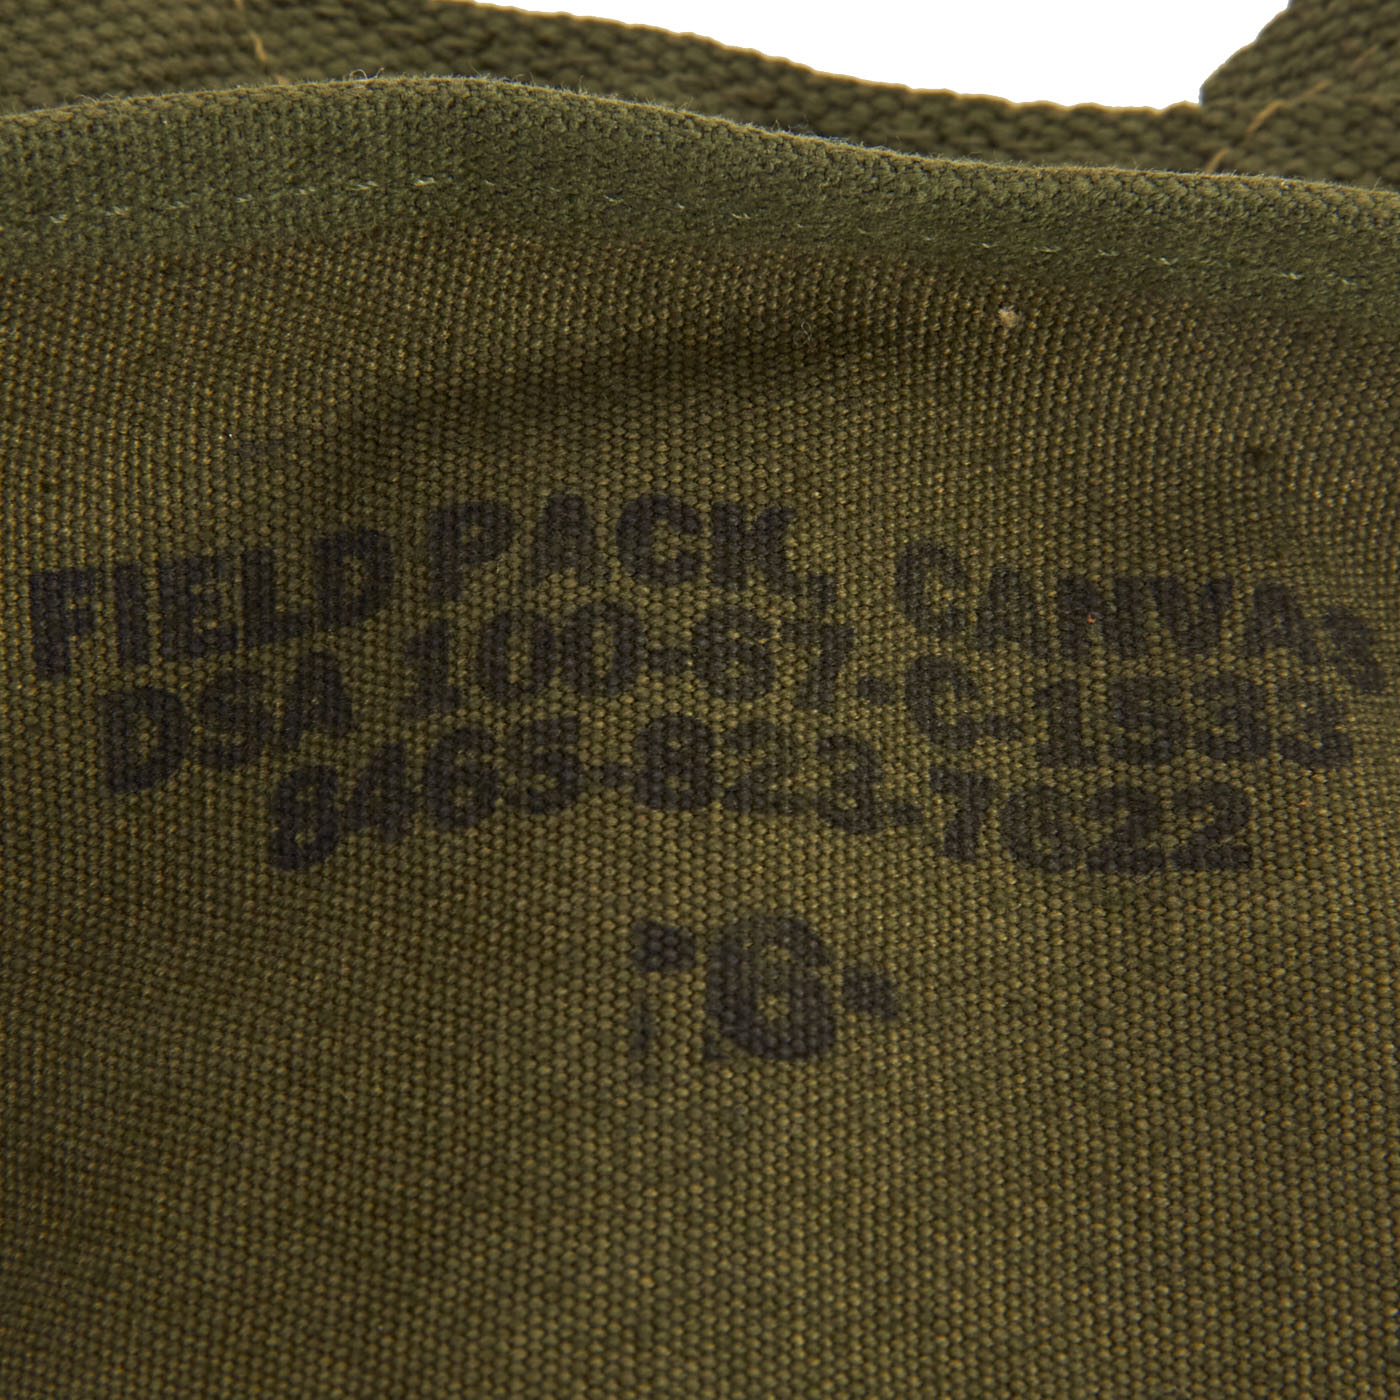 FIELD PACK, CANVAS
DSA 100-67-C-1533
8465-823-7622
"6"